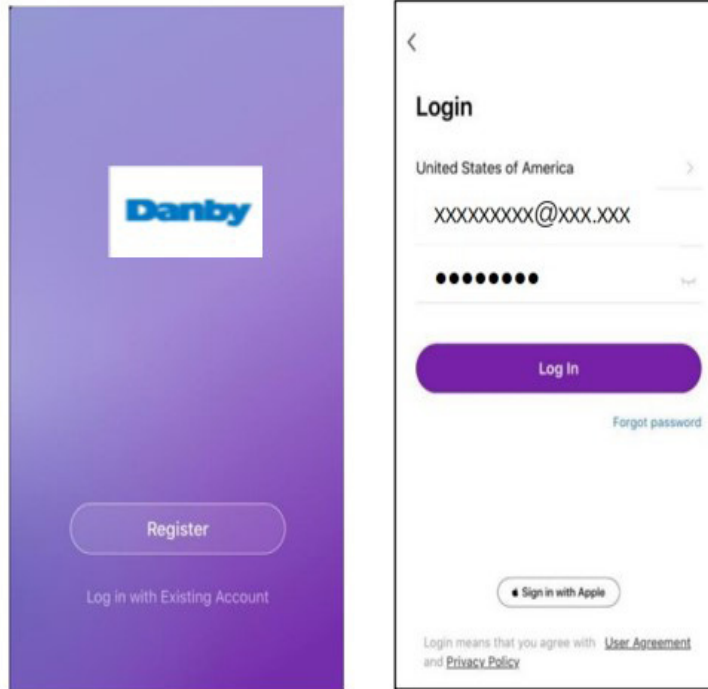 Danby
Register
Log in with Existing Account
Login
United States of America
xxxxxxxxx@xxx.xxx
Log In
Forgot password
Sign in with Apple
Login means that you agree with User Agreement
and Privacy Policy